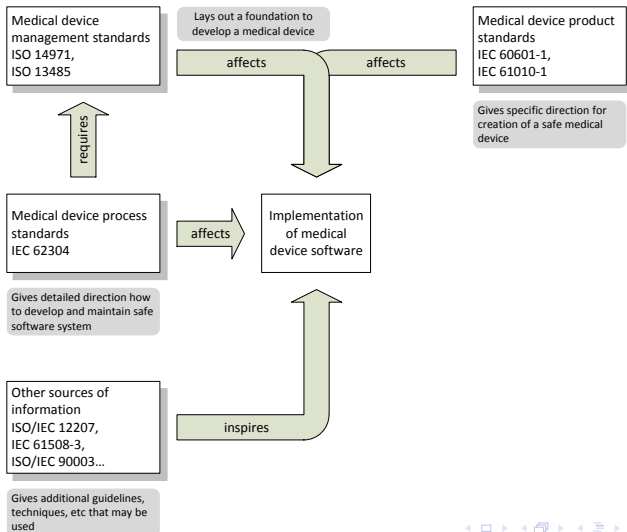 Medical device
management standards
ISO 14971,
ISO 13485
Lays out a foundation to
develop a medical device
Medical device product
standards
IEC 60601-1,
IEC 61010-1
affects
affects
Gives specific direction for
creation of a safe medical
device
requires
Medical device process
standards
IEC 62304
affects
Implementation
of medical
device software
Gives detailed direction how
to develop and maintain safe
software system
Other sources of
information
ISO/IEC 12207,
IEC 61508-3,
ISO/IEC 90003…
inspires
Gives additional guidelines,
techniques, etc that may be
used